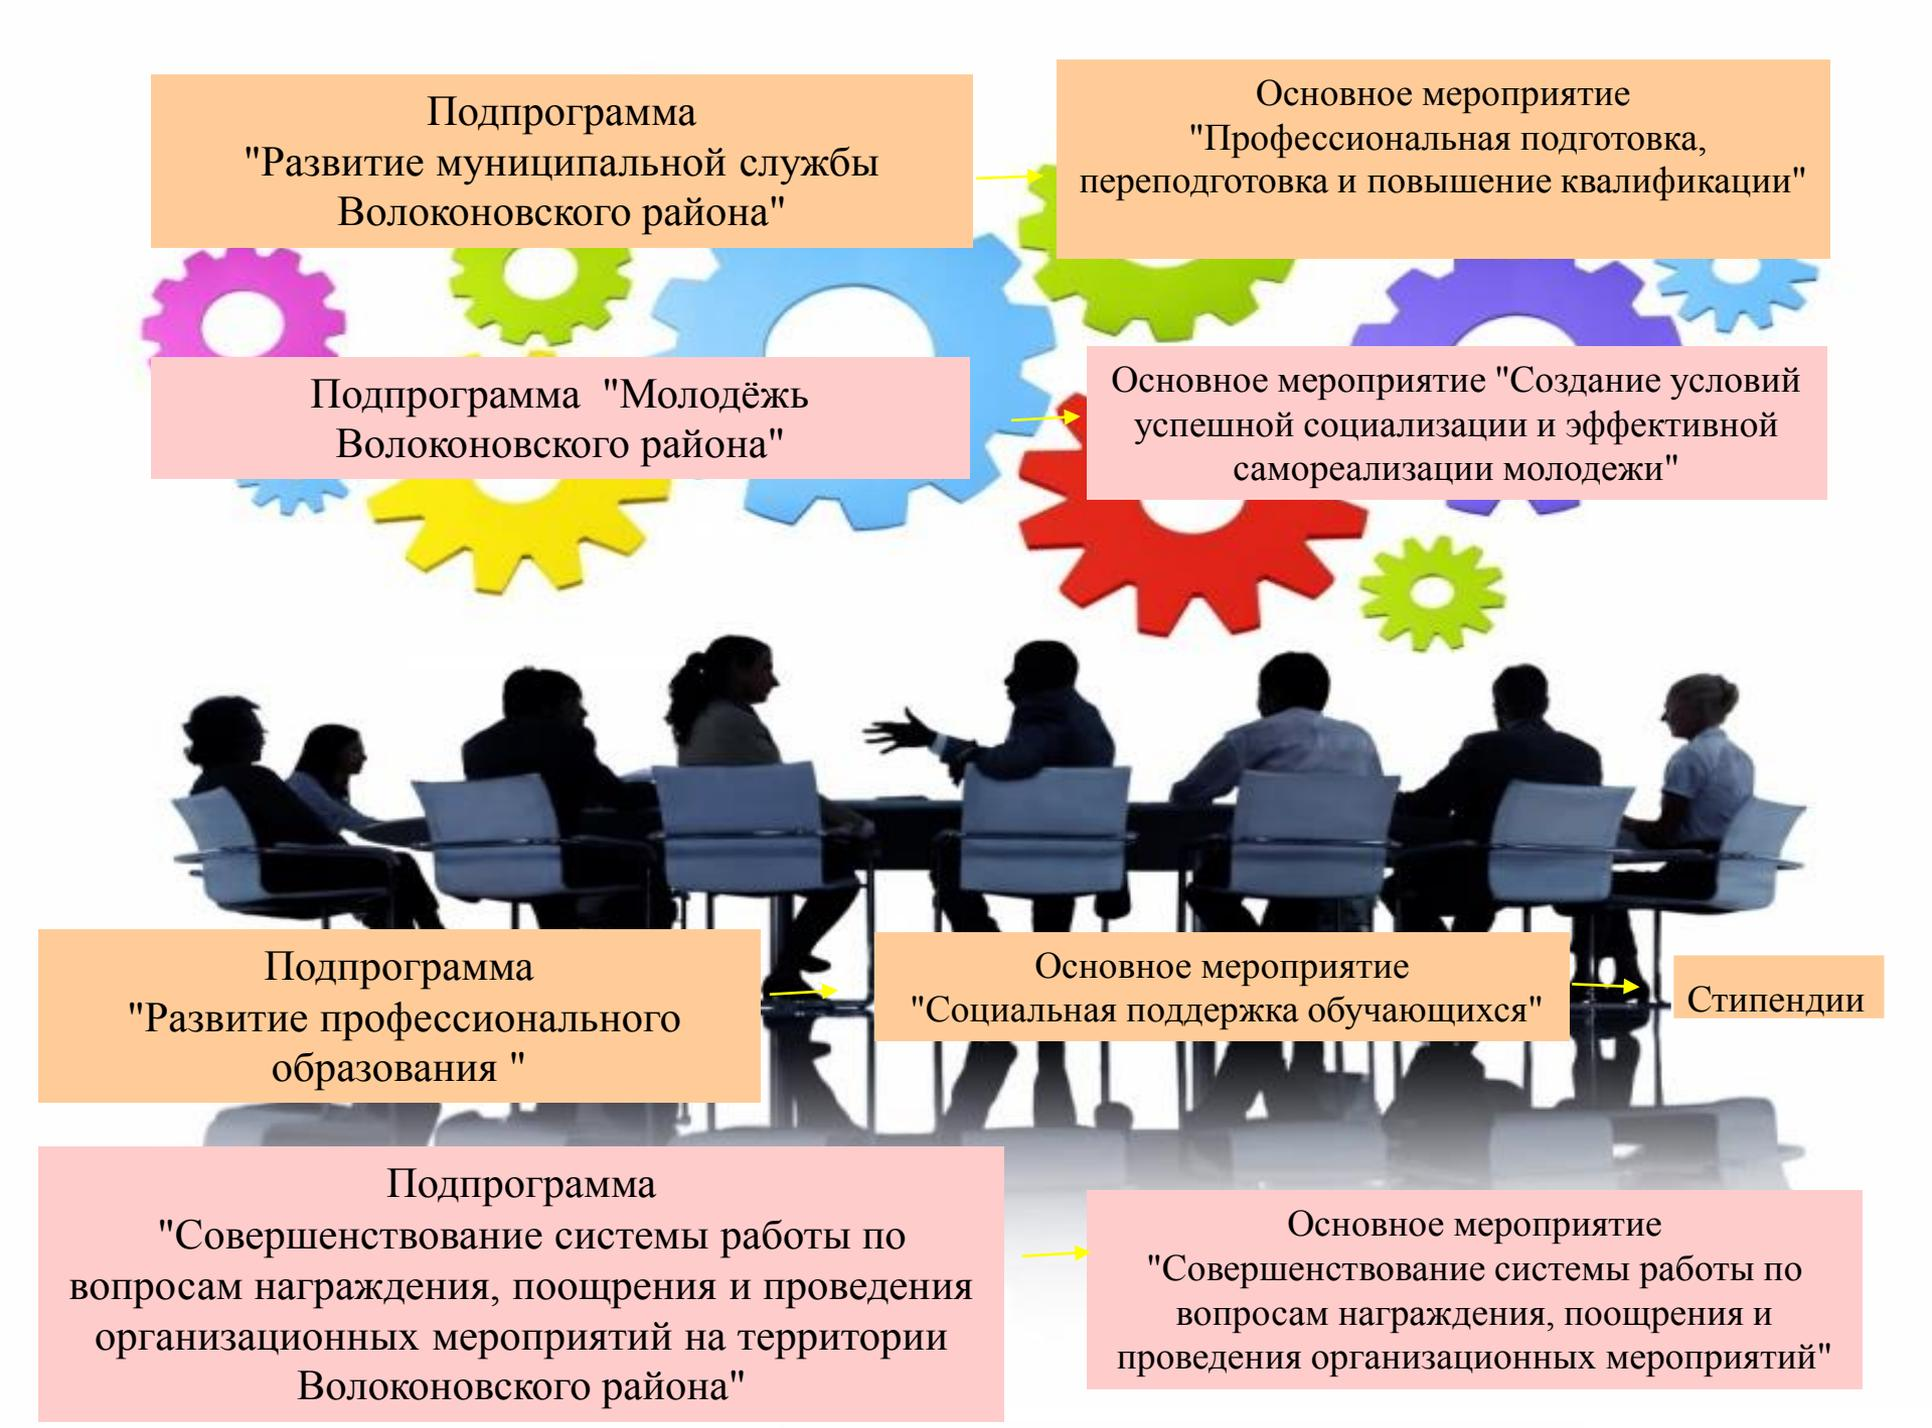 Подпрограмма
"Развитие муниципальной службы
Волоконовского района"
Основное мероприятие
"Профессиональная подготовка,
переподготовка и повышение квалификации"
Подпрограмма  "Молодёжь
Волоконовского района"
Основное мероприятие "Создание условий
успешной социализации и эффективной
самореализации молодежи"
Подпрограмма
"Развитие профессионального
образования "
Основное мероприятие
"Социальная поддержка обучающихся"
Стипендии
Подпрограмма
"Совершенствование системы работы по
вопросам награждения, поощрения и проведения
организационных мероприятий на территории
Волоконовского района"
Основное мероприятие
"Совершенствование системы работы по
вопросам награждения, поощрения и
проведения организационных мероприятий"